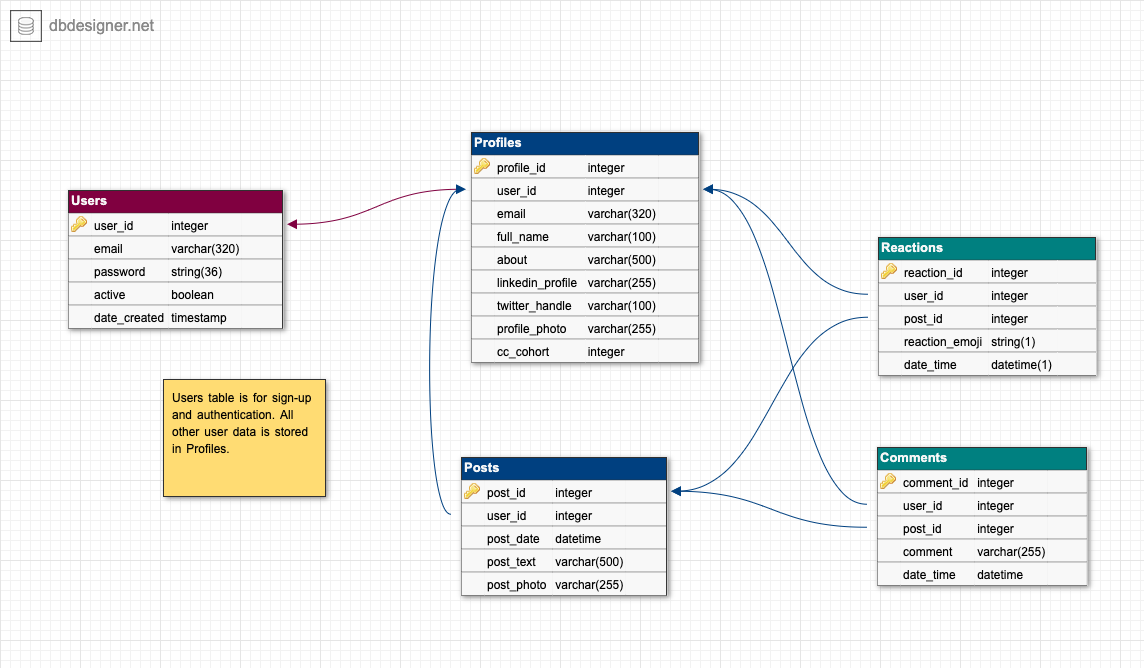 dbdesigner.net
Profiles
profile_id integer
user_id integer
email varchar(320)
full_name varchar(100)
about varchar(500)
linkedin_profile varchar(255)
twitter_handle varchar(100)
profile_photo varchar(255)
cc_cohort integer
Users
user_id integer
email varchar(320)
password string(36)
active boolean
date_created timestamp
Reactions
reaction_id integer
user_id integer
post_id integer
reaction_emoji string(1)
date_time datetime(1)
Users table is for sign-up
and authentication. All
other user data is stored
in Profiles.
Posts
post_id integer
user_id integer
post_date datetime
post_text varchar(500)
post_photo varchar(255)
Comments
comment_id integer
user_id integer
post_id integer
comment varchar(255)
date_time datetime